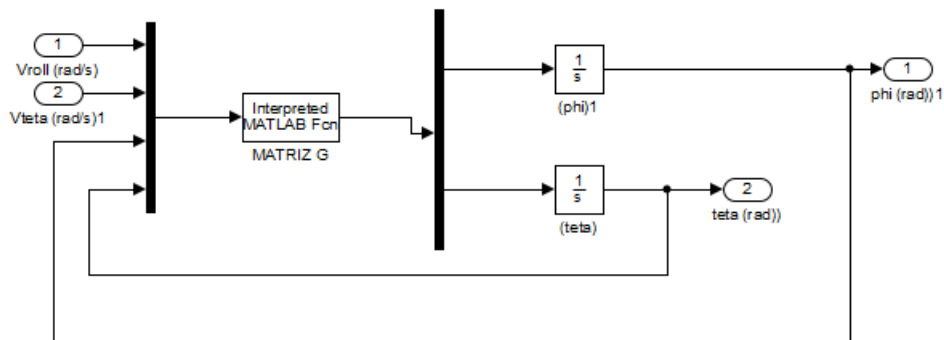 1
Vroll (rad/s)
2
Vteta (rad/s)1
Interpreted
MATLAB Fcn
MATRIZ G
1
s
(phi)1
1
s
(teta)
1
phi (rad))1
2
teta (rad))